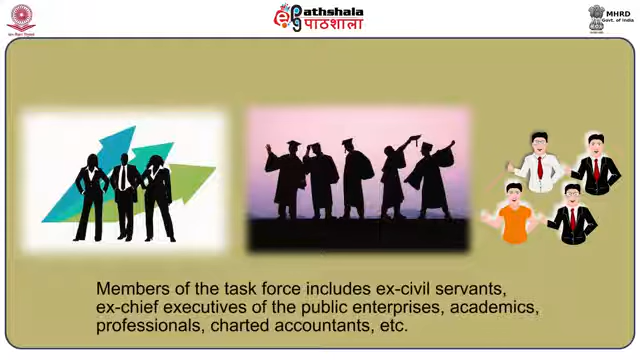 pathshala
पाठशाला
MHRD
Govt. of India
Members of the task force includes ex-civil servants,
ex-chief executives of the public enterprises, academics,
professionals, charted accountants, etc.